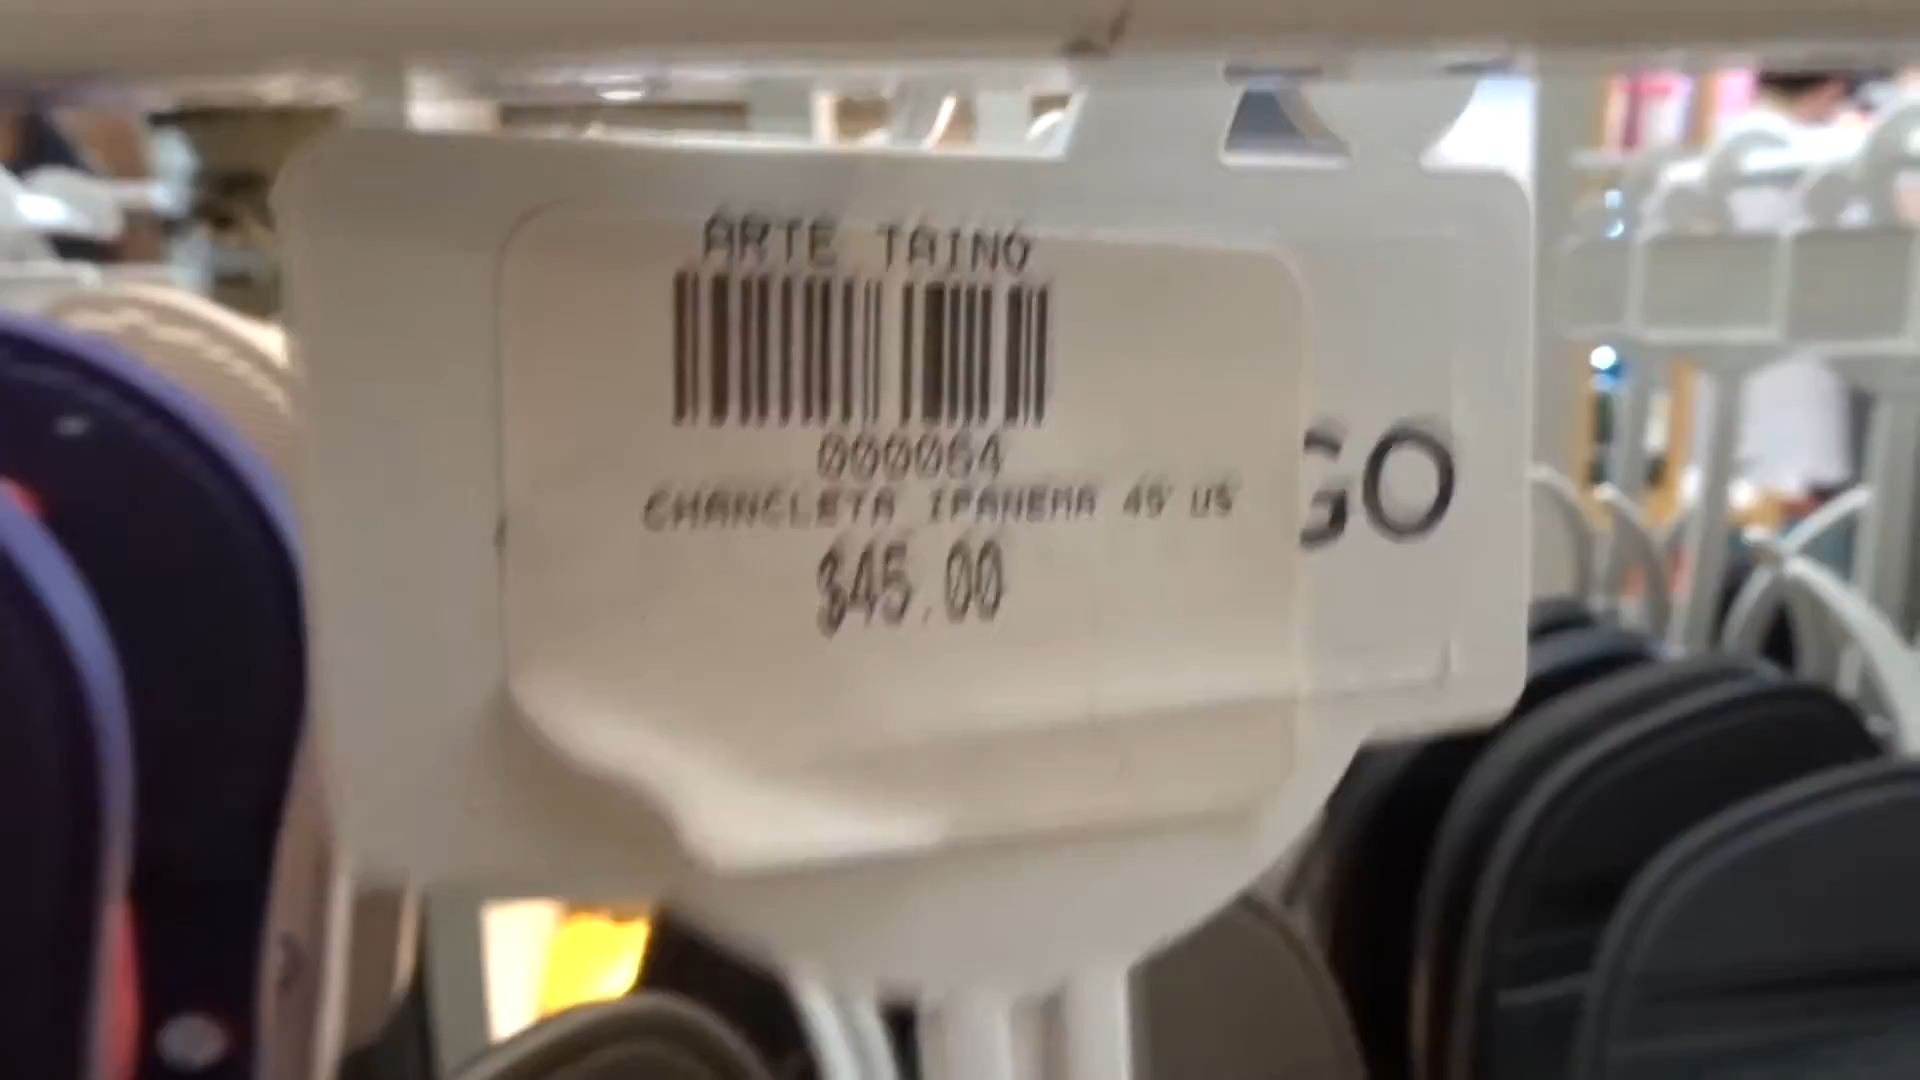 ARTE TAINO
000064
CHANCLETA IPANEMA 45 US
$45.00
GO